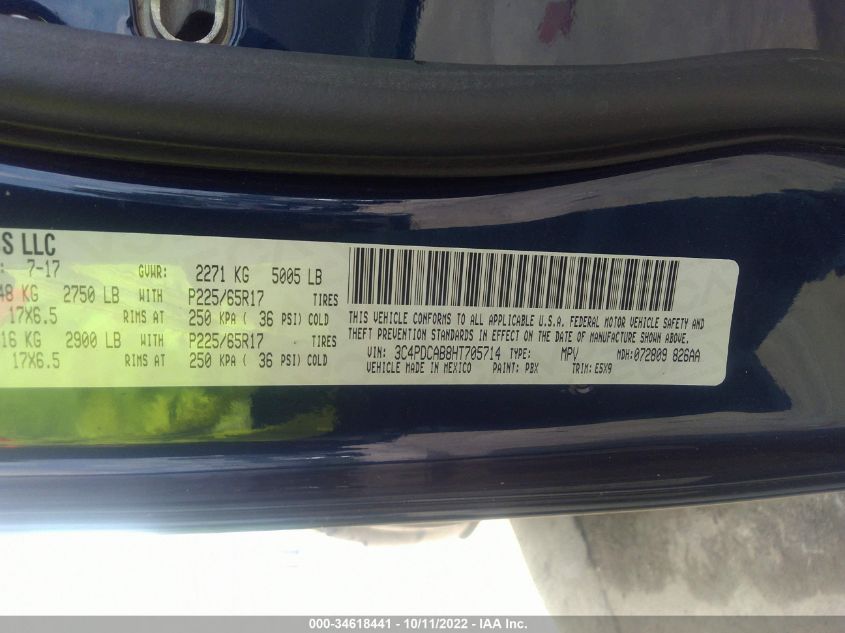 S LLC
: 7-17 GVWR: 2271 KG 5005 LB
48 KG 2750 LB WITH P225/65R17 TIRES
17X6.5 RIMS AT 250 KPA ( 36 PSI) COLD
16 KG 2900 LB WITH P225/65R17 TIRES
17X6.5 RIMS AT 250 KPA ( 36 PSI) COLD
THIS VEHICLE CONFORMS TO ALL APPLICABLE U.S.A. FEDERAL MOTOR VEHICLE SAFETY AND
THEFT PREVENTION STANDARDS IN EFFECT ON THE DATE OF MANUFACTURE SHOWN ABOVE.
VIN: 3C4PDCAB8HT705714 TYPE: MPV MDH:072809 826AA
VEHICLE MADE IN MEXICO PAINT: PBX TRIM: E5X9
000-34618441 - 10/11/2022 - IAA Inc.